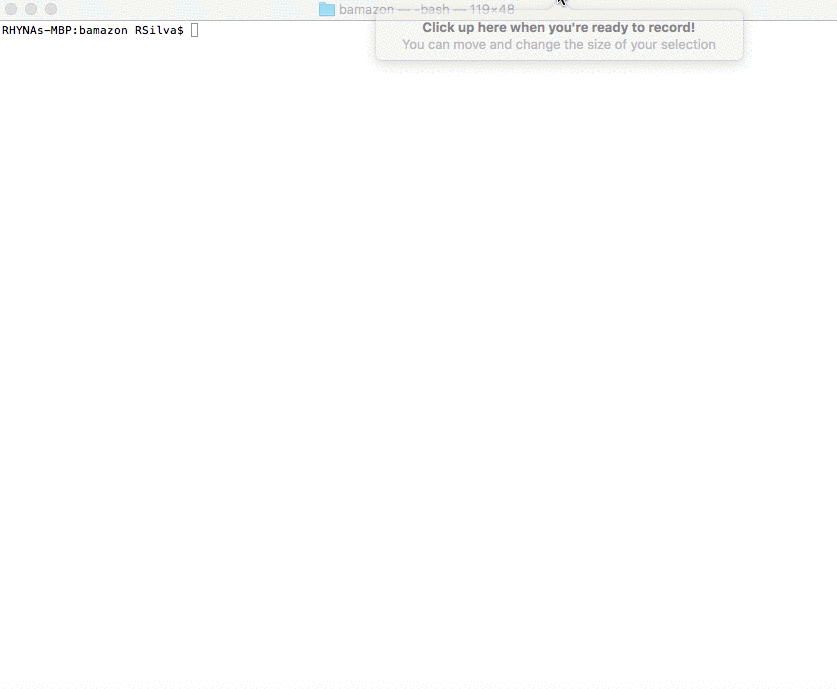 bamazon — -bash — 119×48
RHYNAs-MBP:bamazon RSilva$
Click up here when you're ready to record!
You can move and change the size of your selection